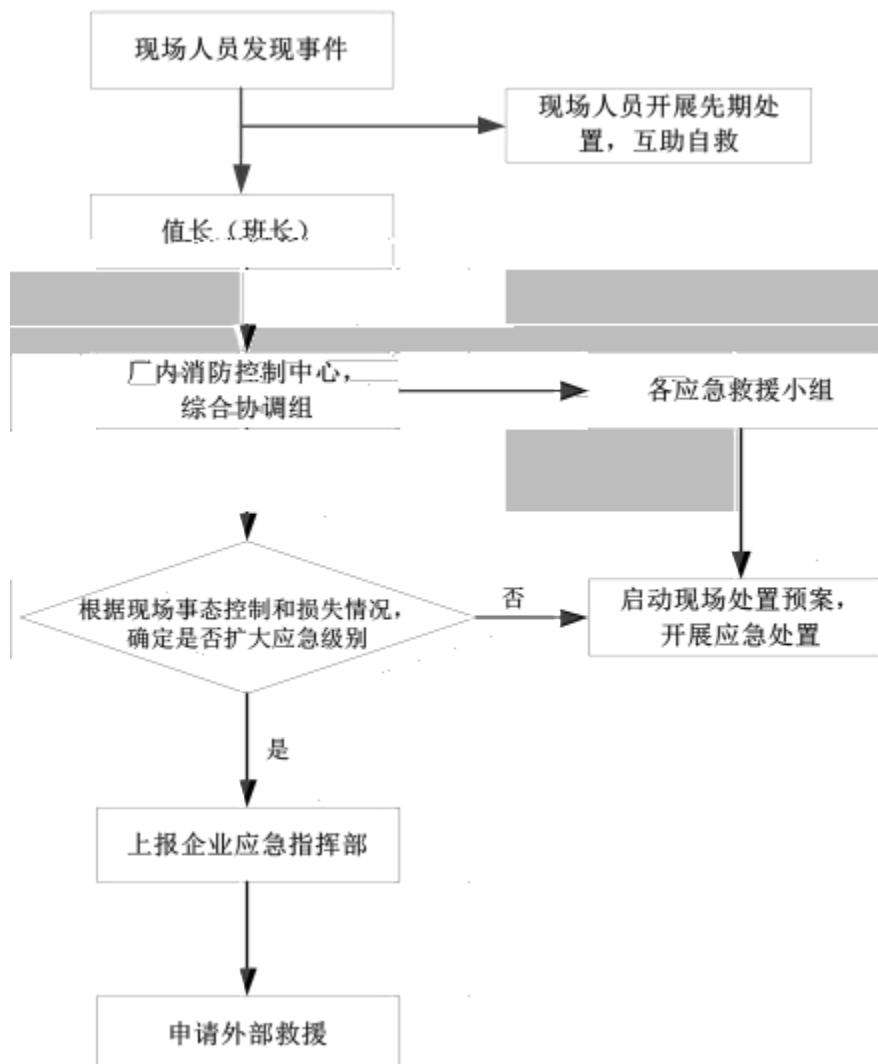 现场人员发现事件
现场人员开展先期处
置，互助自救
值长（班长）
厂内消防控制中心，
综合协调组
各应急救援小组
根据现场事态控制和损失情况，
确定是否扩大应急级别
否
启动现场处置预案，
开展应急处置
是
上报企业应急指挥部
申请外部救援